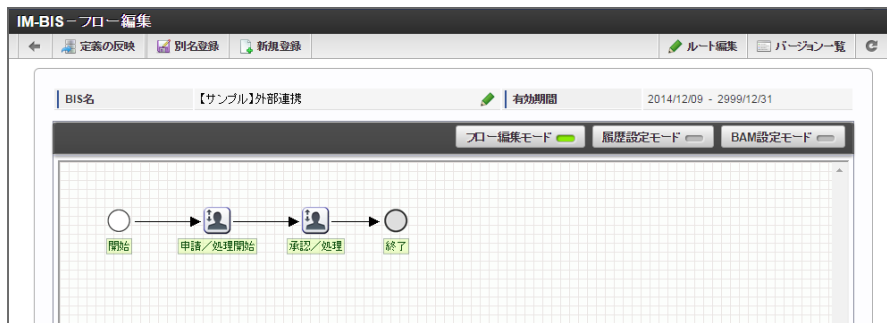 IM-BIS－フロー編集
定義の反映 別名登録 新規登録 ルート編集 バージョン一覧
BIS名 【サンプル】外部連携 有効期間 2014/12/09 - 2999/12/31
フロー編集モード 履歴設定モード BAM設定モード
開始 申請／処理開始 承認／処理 終了